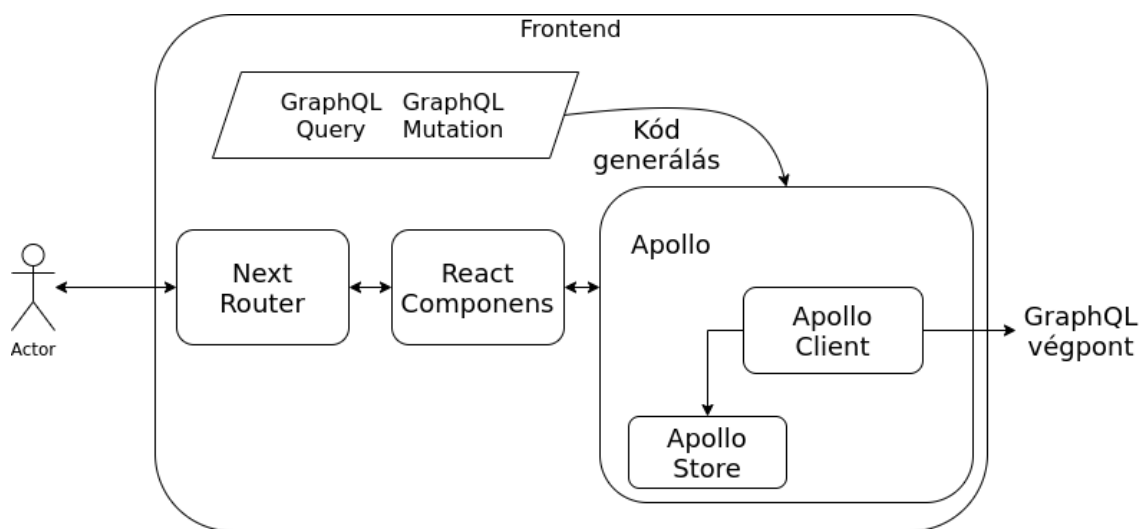 Frontend
GraphQL
Query
GraphQL
Mutation
Kód
generálás
Actor
Next
Router
React
Componens
Apollo
Apollo
Client
Apollo
Store
GraphQL
végpont